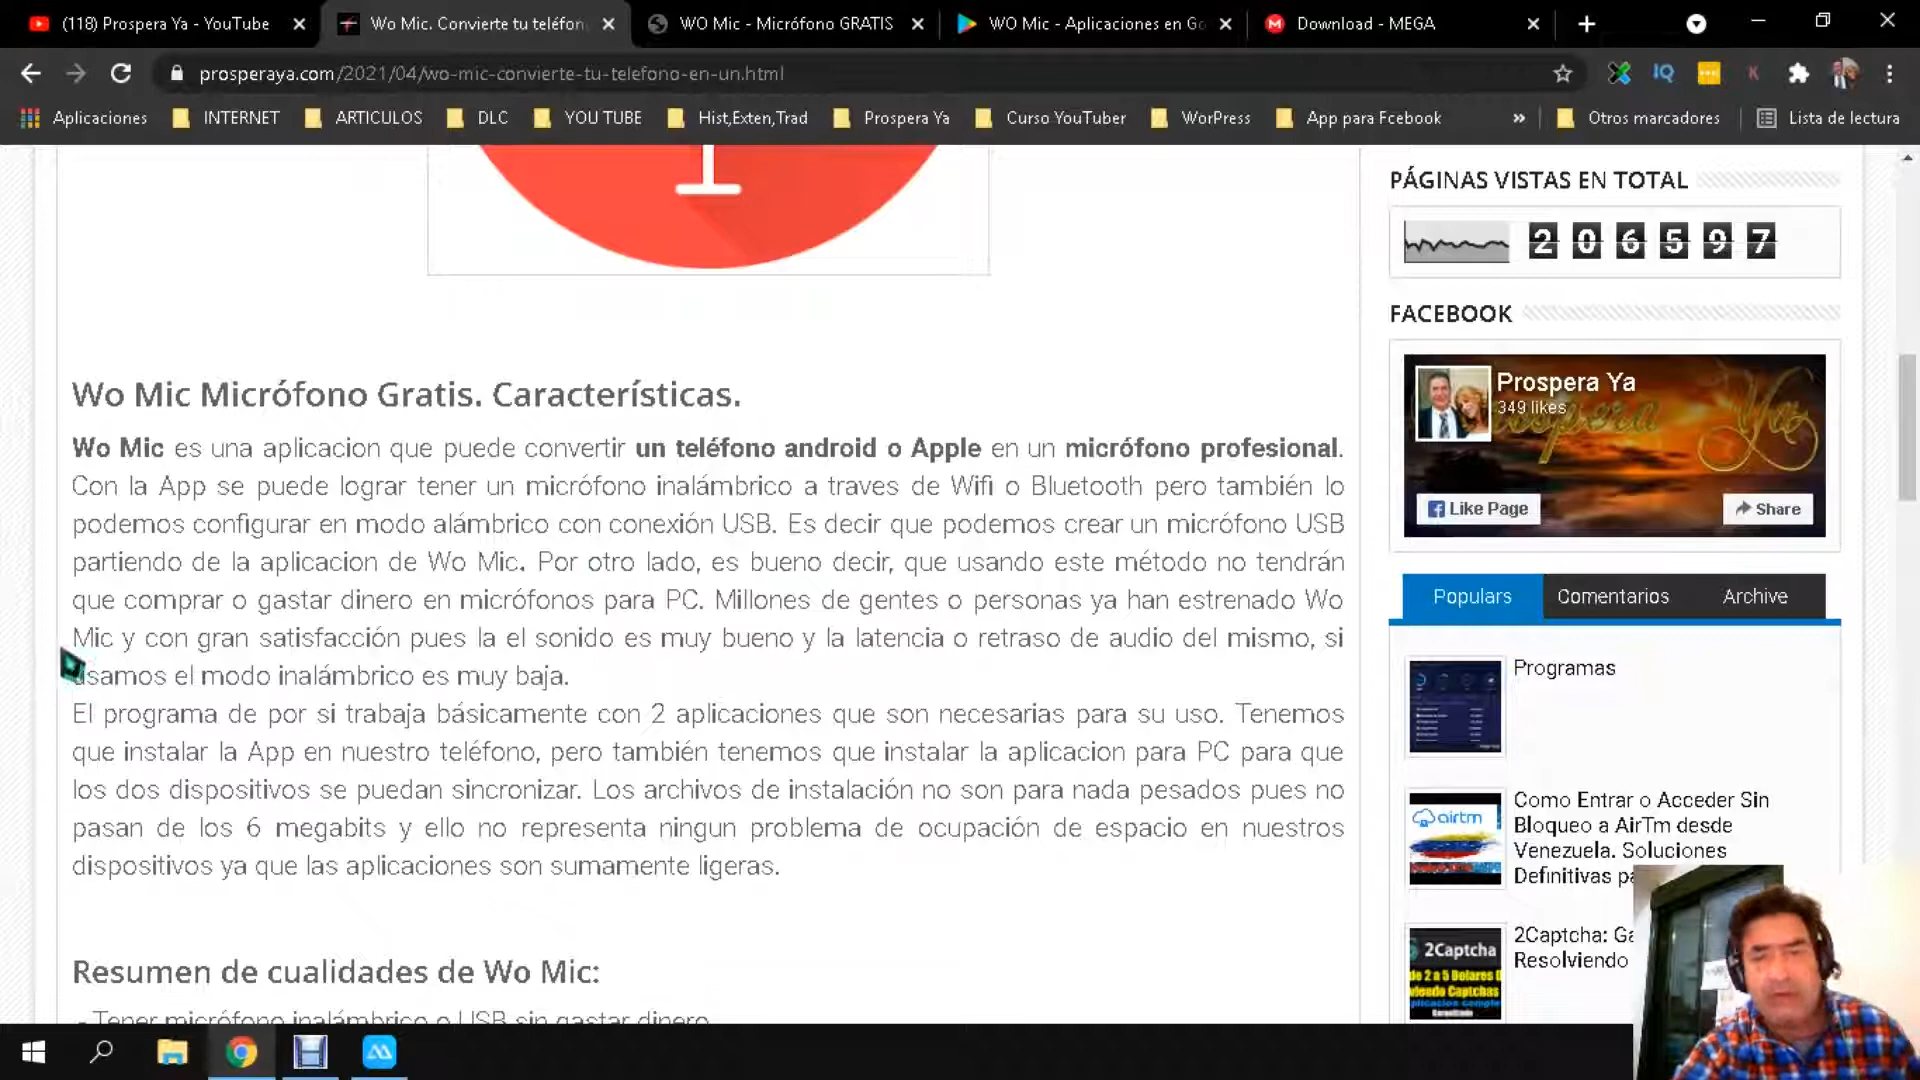 (118) Prospera Ya - YouTube
Wo Mic. Convierte tu teléfon
WO Mic - Micrófono GRATIS
WO Mic - Aplicaciones en Go
Download - MEGA
prosperaya.com/2021/04/wo-mic-convierte-tu-telefono-en-un.html
IQ
K
Aplicaciones
INTERNET
ARTICULOS
DLC
YOU TUBE
Hist,Exten,Trad
Prospera Ya
Curso YouTuber
WorPress
App para Fcebook
»
Otros marcadores
Lista de lectura
Wo Mic Micrófono Gratis. Características.
Wo Mic es una aplicacion que puede convertir un teléfono android o Apple en un micrófono profesional.
Con la App se puede lograr tener un micrófono inalámbrico a traves de Wifi o Bluetooth pero también lo
podemos configurar en modo alámbrico con conexión USB. Es decir que podemos crear un micrófono USB
partiendo de la aplicacion de Wo Mic. Por otro lado, es bueno decir, que usando este método no tendrán
que comprar o gastar dinero en micrófonos para PC. Millones de gentes o personas ya han estrenado Wo
Mic y con gran satisfacción pues la el sonido es muy bueno y la latencia o retraso de audio del mismo, si
usamos el modo inalámbrico es muy baja.
El programa de por si trabaja básicamente con 2 aplicaciones que son necesarias para su uso. Tenemos
que instalar la App en nuestro teléfono, pero también tenemos que instalar la aplicacion para PC para que
los dos dispositivos se puedan sincronizar. Los archivos de instalación no son para nada pesados pues no
pasan de los 6 megabits y ello no representa ningun problema de ocupación de espacio en nuestros
dispositivos ya que las aplicaciones son sumamente ligeras.
Resumen de cualidades de Wo Mic:
- Tener micrófono inalámbrico o USB sin gastar dinero
PÁGINAS VISTAS EN TOTAL
206597
FACEBOOK
Prospera Ya
349 likes
Like Page
Share
Populars
Comentarios
Archive
Programas
airtm
Como Entrar o Acceder Sin
Bloqueo a AirTm desde
Venezuela. Soluciones
Definitivas pa
2Captcha
de 2 a 5 Dolares D
viendo Captchas
2Captcha: Ga
Resolviendo